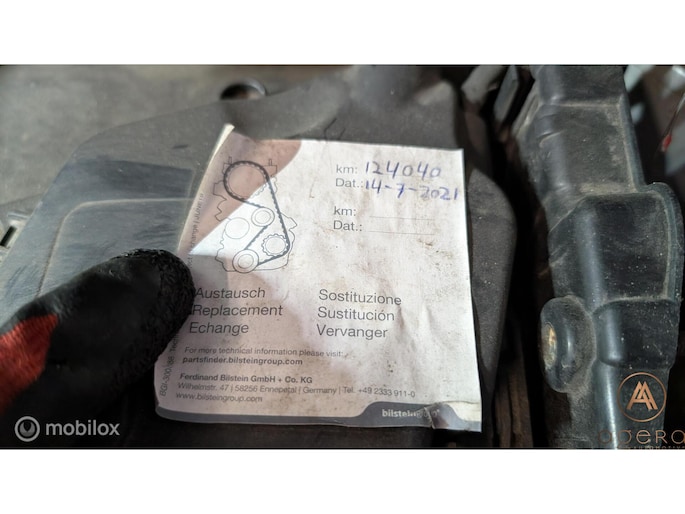 km: 124040
Dat.: 14-7-2021
km:
Dat.:
Austausch
Replacement
Echange
Sostituzione
Sustitución
Vervanger
For more technical information please visit:
partsfinder.bilsteingroup.com
Ferdinand Bilstein GmbH + Co. KG
Wilhelmstr. 47 | 58256 Ennepetal / Germany | Tel. +49 2333 911-0
www.bilsteingroup.com
mobilox